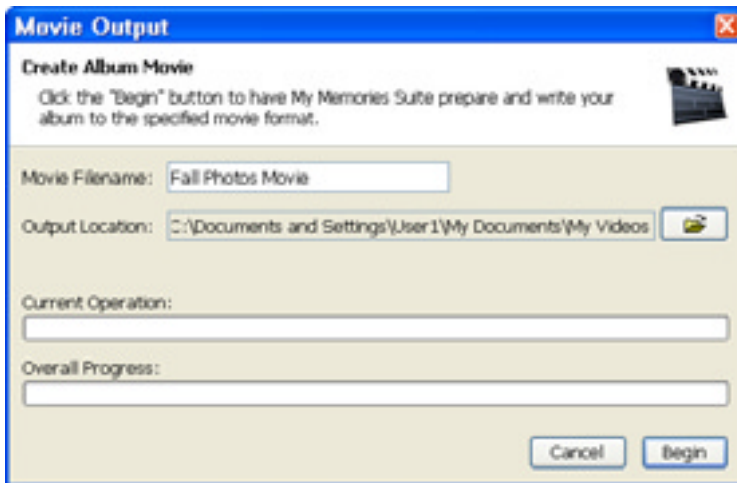 Movie Output
Create Album Movie
Click the "Begin" button to have My Memories Suite prepare and write your
album to the specified movie format.
Movie Filename: Fall Photos Movie
Output Location: C:\Documents and Settings\User1\My Documents\My Videos
Current Operation:
Overall Progress:
Cancel Begin